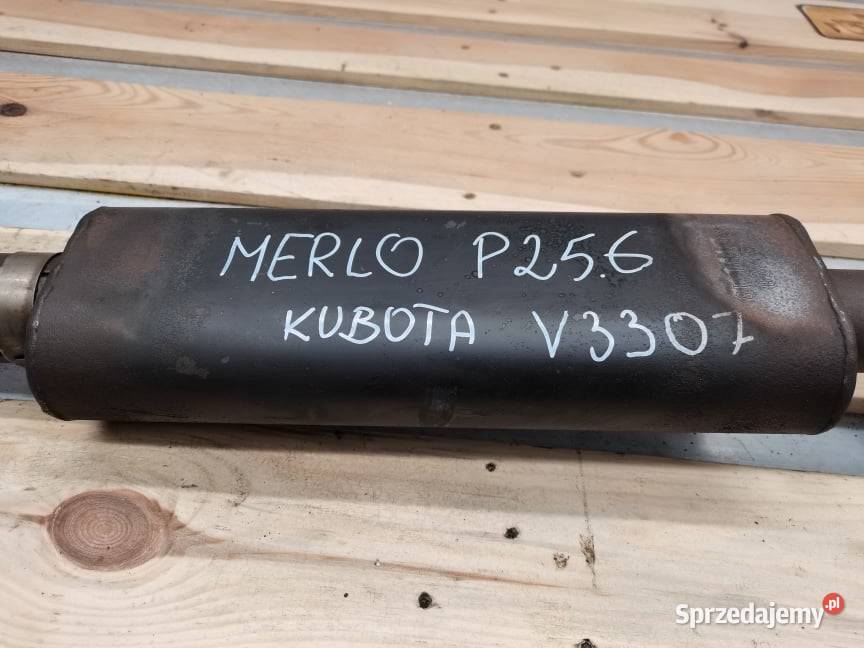 MERLO P25.6
KUBOTA V3307
Sprzedajemy.pl